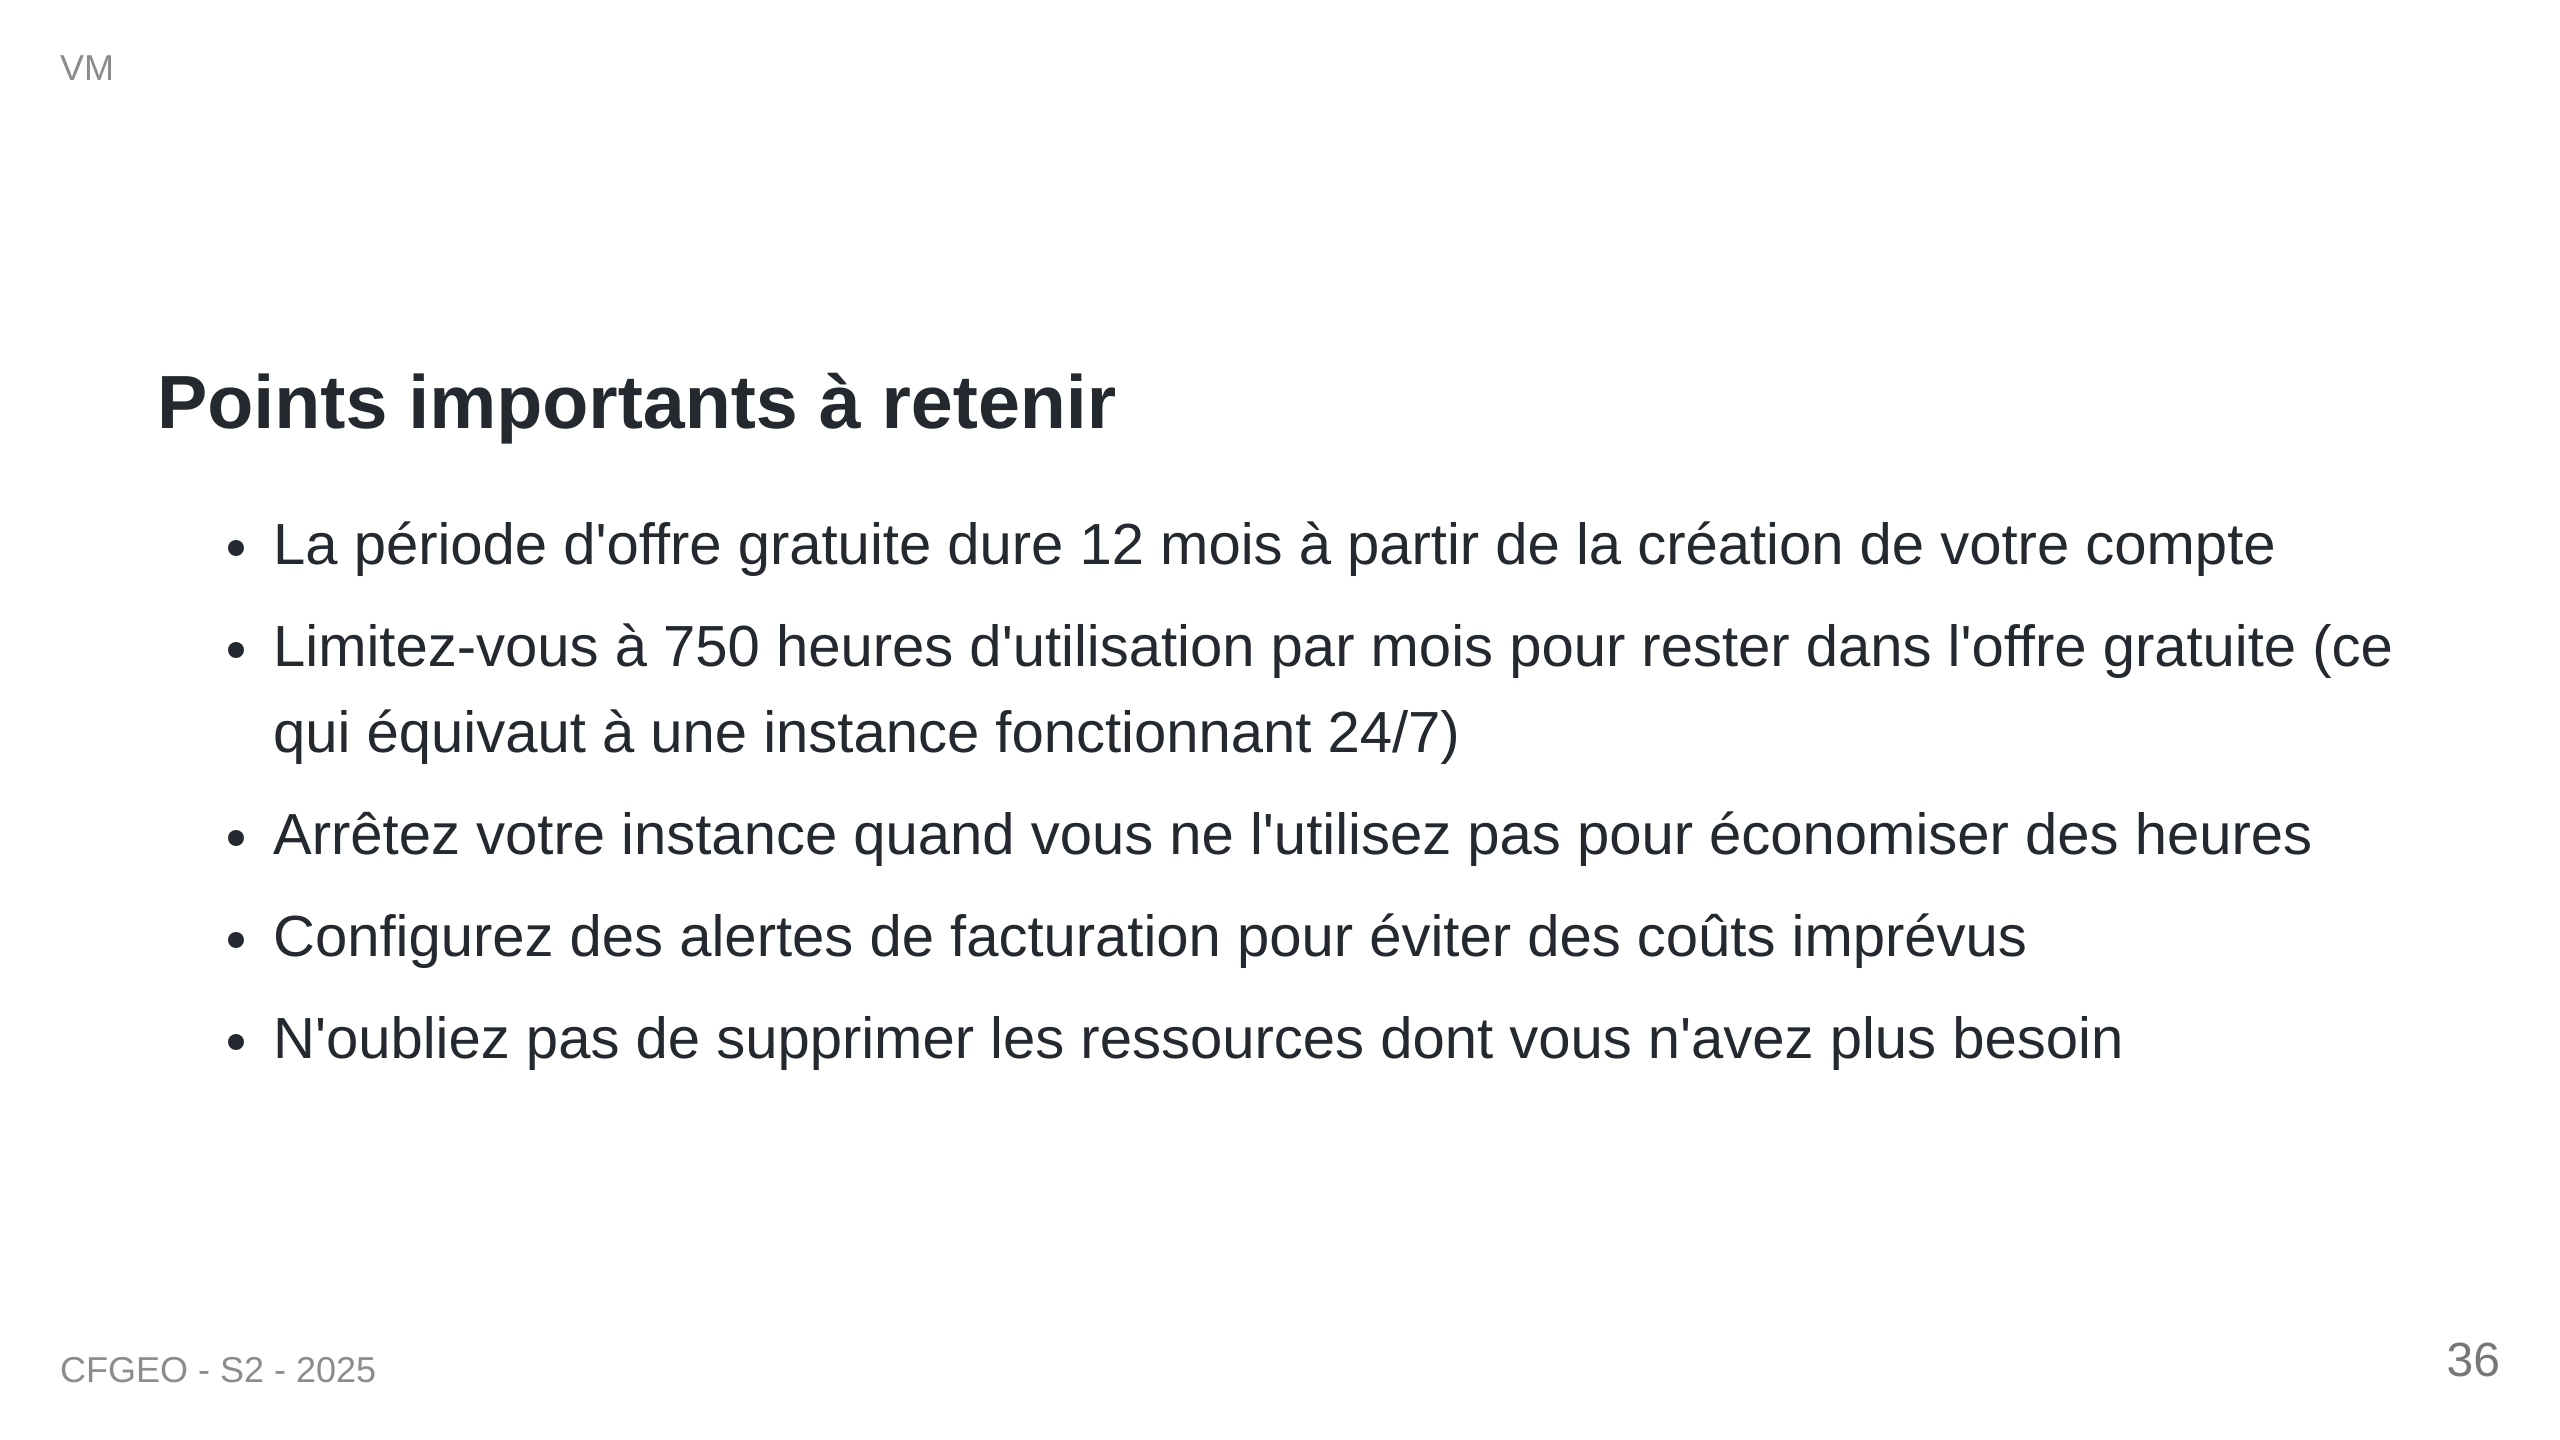 VM
Points importants à retenir
• La période d'offre gratuite dure 12 mois à partir de la création de votre compte
• Limitez-vous à 750 heures d'utilisation par mois pour rester dans l'offre gratuite (ce
qui équivaut à une instance fonctionnant 24/7)
• Arrêtez votre instance quand vous ne l'utilisez pas pour économiser des heures
• Configurez des alertes de facturation pour éviter des coûts imprévus
• N'oubliez pas de supprimer les ressources dont vous n'avez plus besoin
CFGEO - S2 - 2025
36